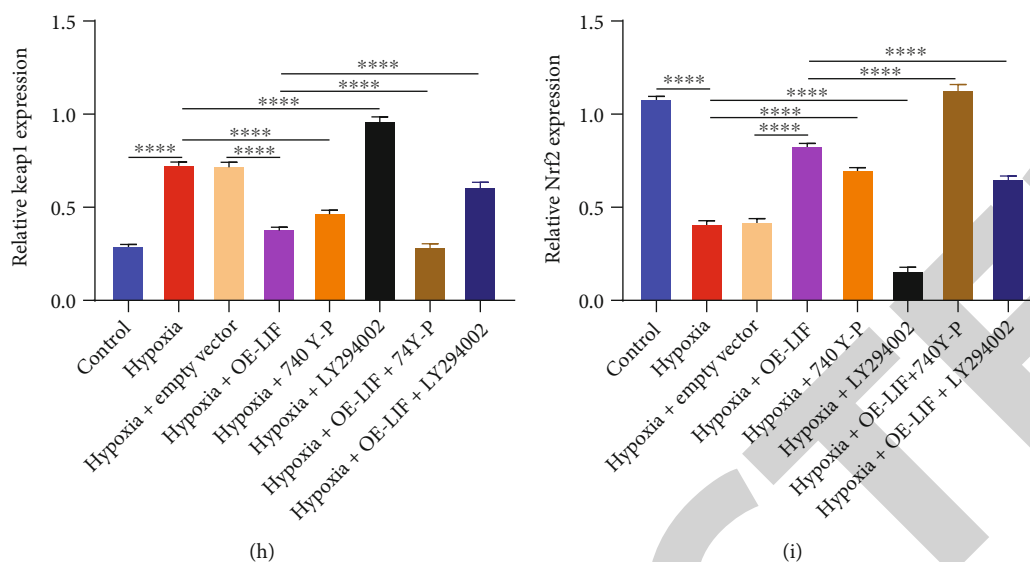 Relative keap1 expression
1.5
1.0
0.5
0.0
****
****
****
****
****
****
Control
Hypoxia
Hypoxia + empty vector
Hypoxia + OE-LIF
Hypoxia + 740 Y-P
Hypoxia + LY294002
Hypoxia + OE-LIF + 74Y-P
Hypoxia + OE-LIF + LY294002
(h)
Relative Nrf2 expression
1.5
1.0
0.5
0.0
****
****
****
****
****
****
Control
Hypoxia
Hypoxia + empty vector
Hypoxia + OE-LIF
Hypoxia + 740 Y-P
Hypoxia + LY294002
Hypoxia + OE-LIF+740Y-P
Hypoxia + OE-LIF + LY294002
(i)